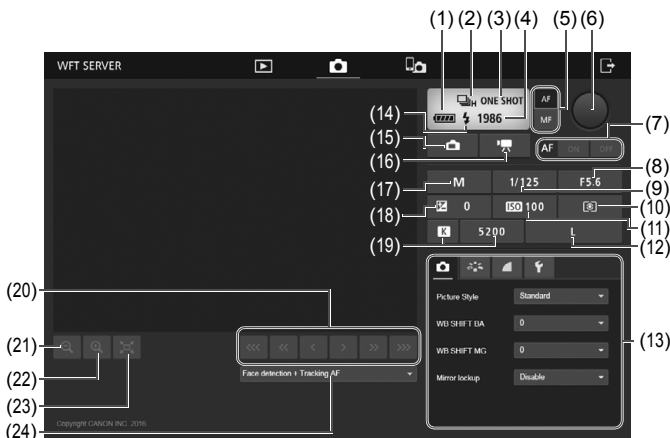 (1) (2) (3) (4) (5) (6)
WFT SERVER
H ONE SHOT
1986
AF
MF
(7)
AF ON OFF
(14)
(15)
(16)
(17)
M 1/125 F5.6
(8)
(9)
(18)
0 ISO 100
(10)
(11)
K 5200 L
(19)
(12)
(20)
Picture Style Standard
WB SHIFT BA 0
WB SHIFT MG 0
Mirror lockup Disable
(13)
(21)
(22)
(23)
<<< << < > >> >>>
Face detection + Tracking AF
(24)
Copyright CANON INC. 2016